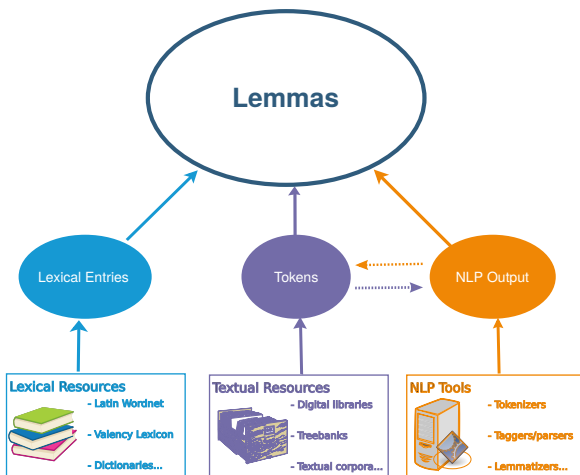 Lemmas
Lexical Entries
Tokens
NLP Output
Lexical Resources
- Latin Wordnet
- Valency Lexicon
- Dictionaries...
Textual Resources
- Digital libraries
- Treebanks
- Textual corpora...
NLP Tools
- Tokenizers
- Taggers/parsers
- Lemmatizers...